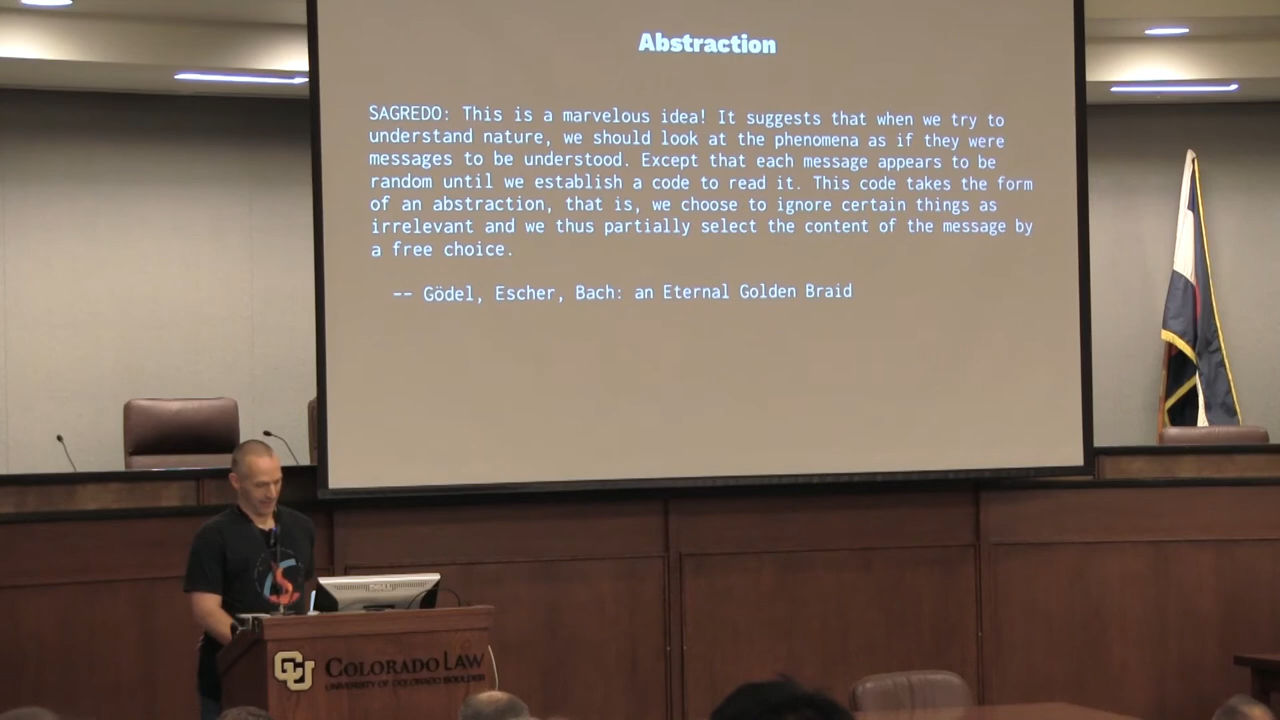 Abstraction
SAGREDO: This is a marvelous idea! It suggests that when we try to
understand nature, we should look at the phenomena as if they were
messages to be understood. Except that each message appears to be
random until we establish a code to read it. This code takes the form
of an abstraction, that is, we choose to ignore certain things as
irrelevant and we thus partially select the content of the message by
a free choice.
-- Gödel, Escher, Bach: an Eternal Golden Braid
CU COLORADO LAW
UNIVERSITY OF COLORADO BOULDER